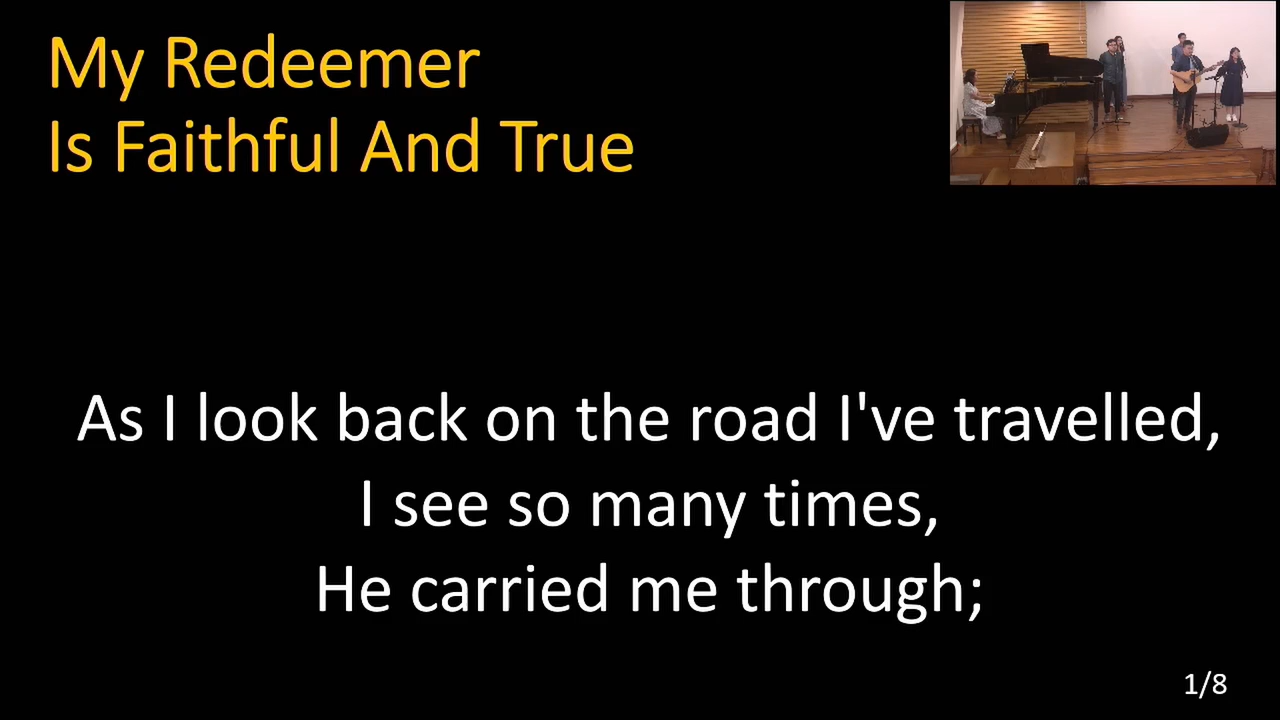 My Redeemer
Is Faithful And True
As I look back on the road I've travelled,
I see so many times,
He carried me through;
1/8